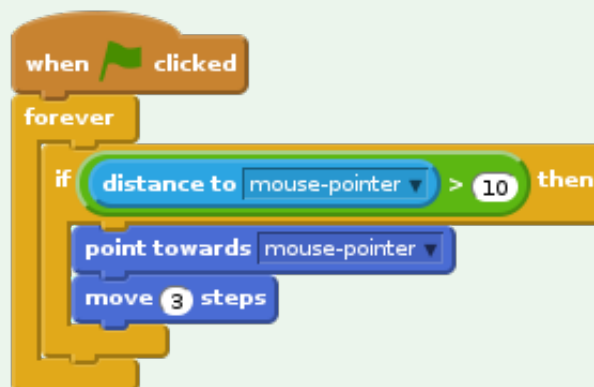 when clicked
forever
if distance to mouse-pointer > 10 then
point towards mouse-pointer
move 3 steps